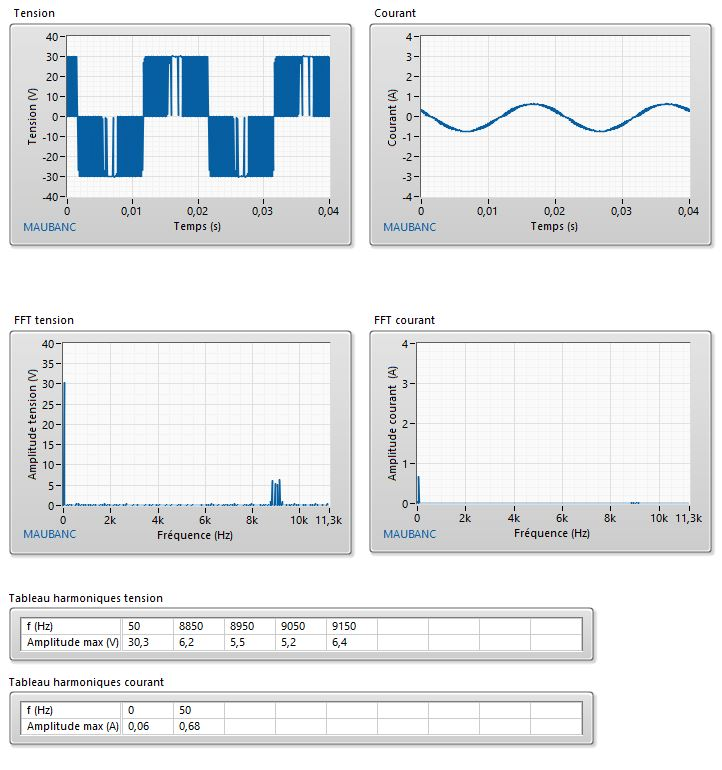 Tension
40
30
20
10
0
-10
-20
-30
-40
Tension (V)
0 0,01 0,02 0,03 0,04
Temps (s)
MAUBANC
Courant
4
3
2
1
0
-1
-2
-3
-4
Courant (A)
0 0,01 0,02 0,03 0,04
Temps (s)
MAUBANC
FFT tension
40
35
30
25
20
15
10
5
0
Amplitude tension (V)
0 2k 4k 6k 8k 10k 11,3k
Fréquence (Hz)
MAUBANC
FFT courant
4
3
2
1
0
Amplitude courant (A)
0 2k 4k 6k 8k 10k 11,3k
Fréquence (Hz)
MAUBANC
Tableau harmoniques tension
f (Hz) 50 8850 8950 9050 9150
Amplitude max (V) 30,3 6,2 5,5 5,2 6,4
Tableau harmoniques courant
f (Hz) 0 50
Amplitude max (A) 0,06 0,68